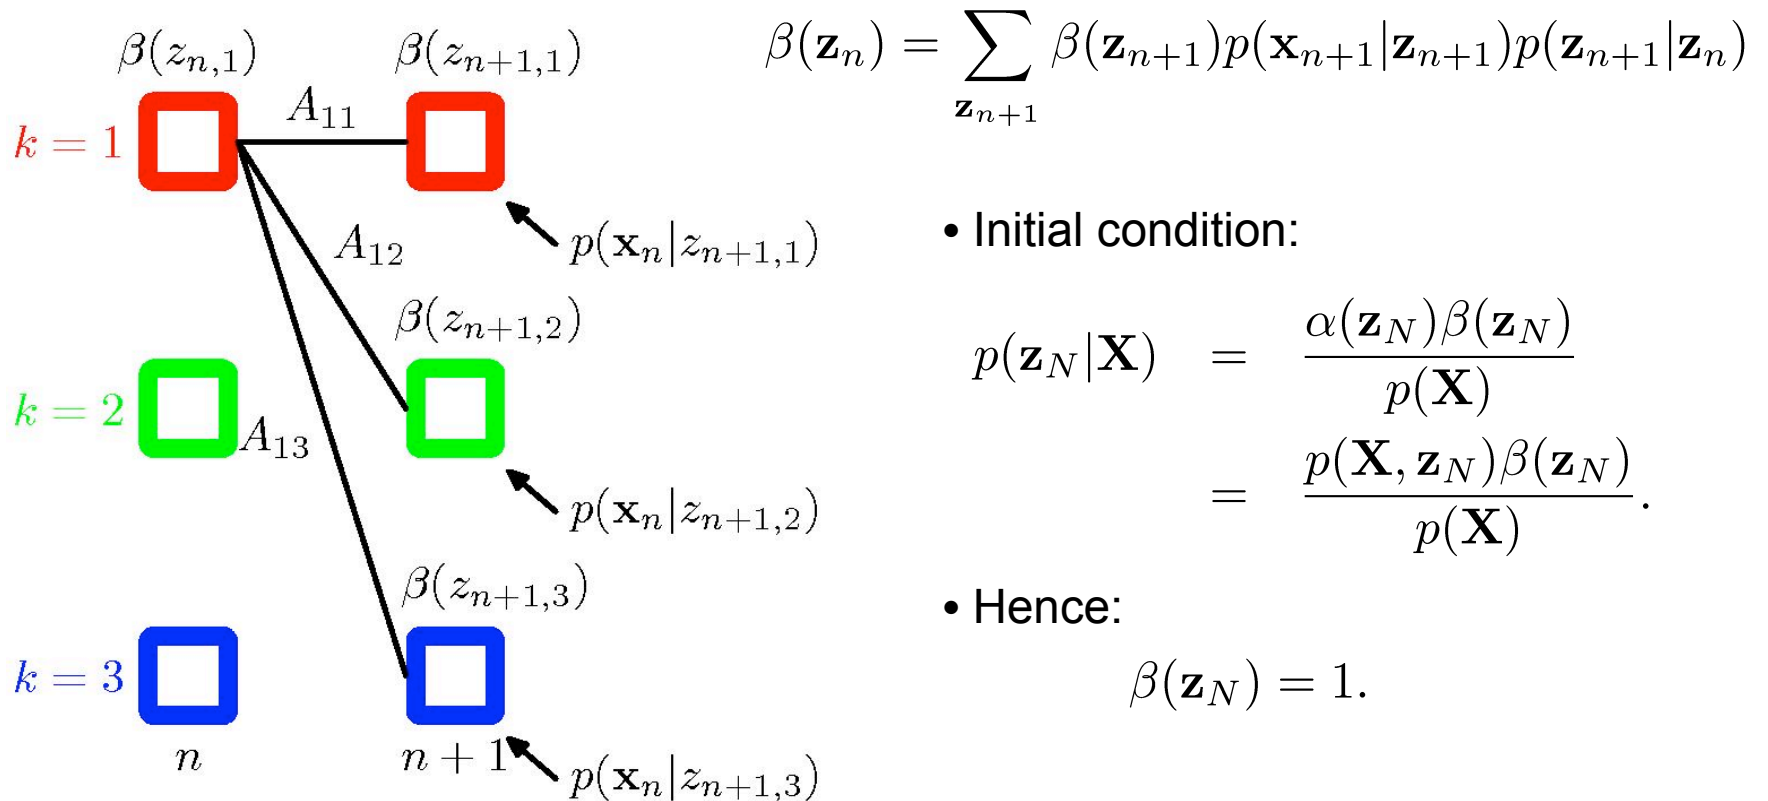 β(z_{n,1}) β(z_{n+1,1})
A_{11}
k = 1
p(x_n|z_{n+1,1})
A_{12}
β(z_{n+1,2})
k = 2
A_{13}
p(x_n|z_{n+1,2})
β(z_{n+1,3})
k = 3
n n + 1
p(x_n|z_{n+1,3})
β(z_n) = ∑_{z_{n+1}} β(z_{n+1})p(x_{n+1}|z_{n+1})p(z_{n+1}|z_n)
• Initial condition:
p(z_N|X) = α(z_N)β(z_N) / p(X)
= p(X, z_N)β(z_N) / p(X) .
• Hence:
β(z_N) = 1.